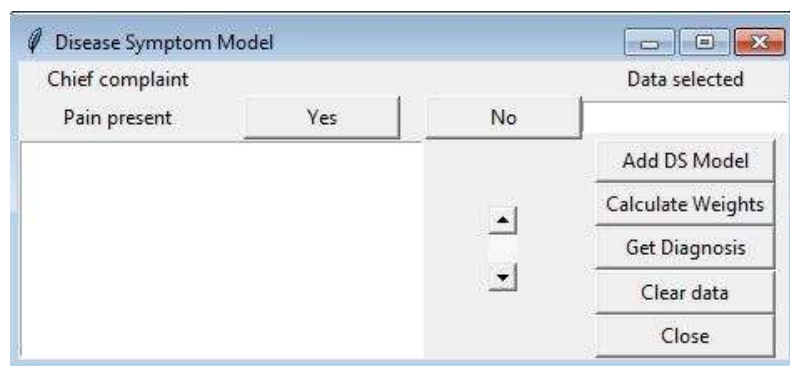 Disease Symptom Model
Chief complaint Data selected
Pain present Yes No
Add DS Model
Calculate Weights
Get Diagnosis
Clear data
Close